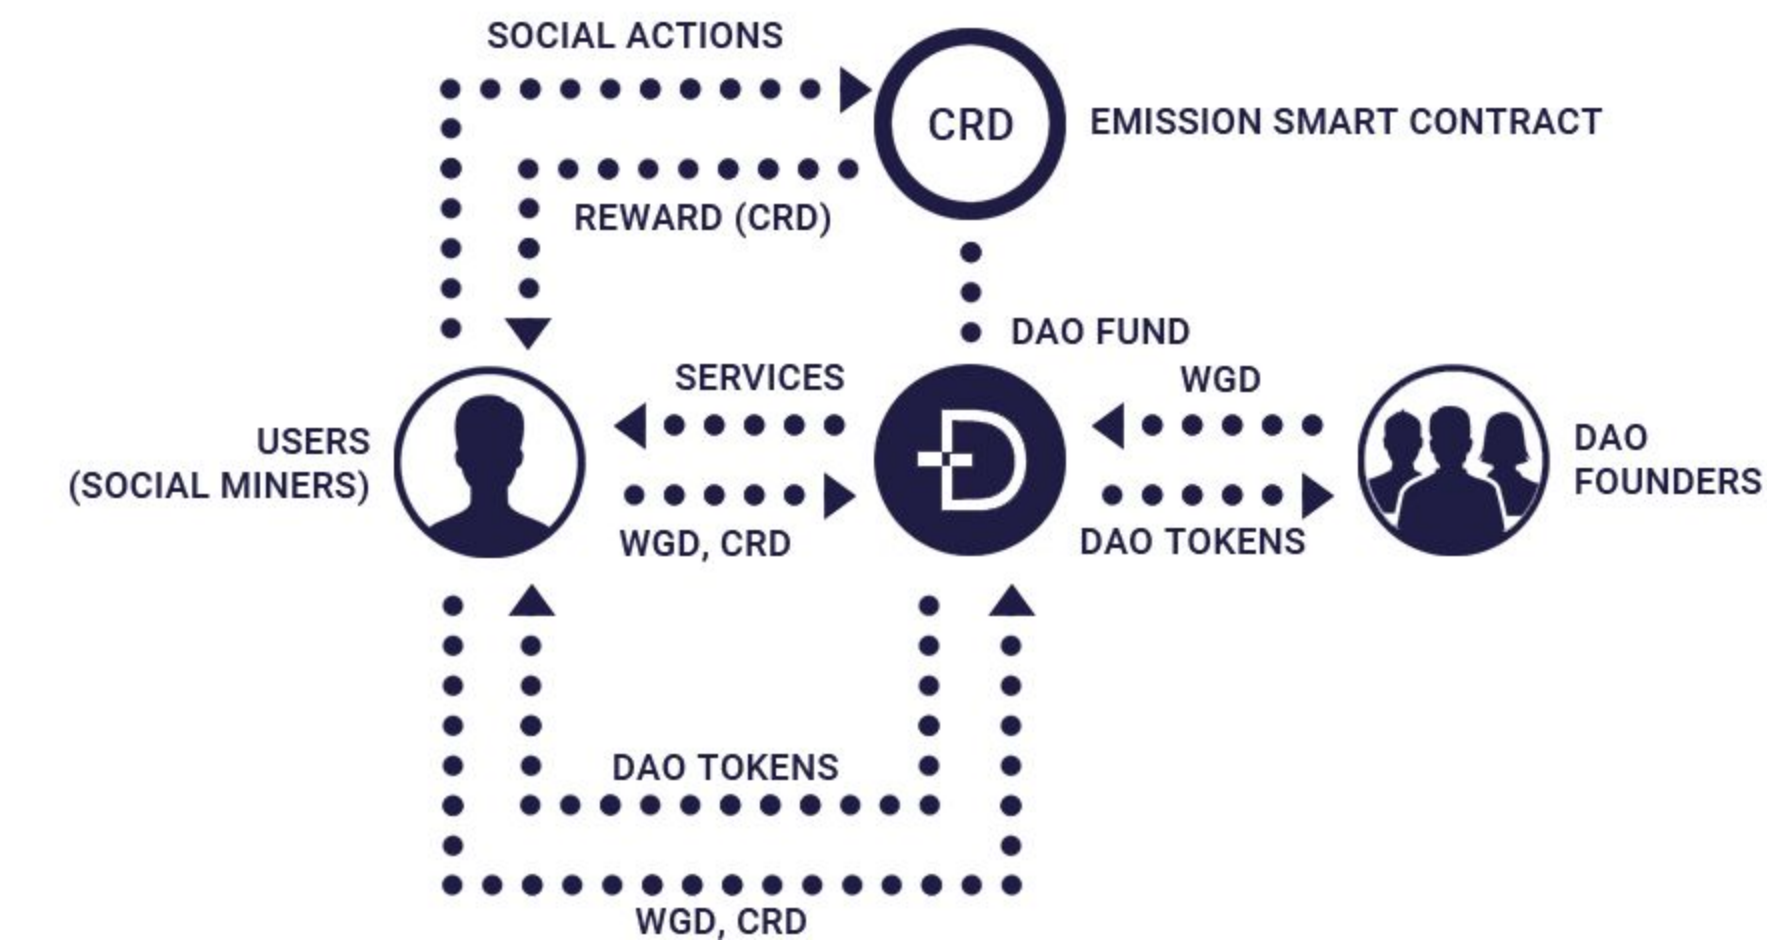 SOCIAL ACTIONS
CRD
EMISSION SMART CONTRACT
REWARD (CRD)
DAO FUND
SERVICES
WGD
USERS
(SOCIAL MINERS)
D
DAO
FOUNDERS
WGD, CRD
DAO TOKENS
DAO TOKENS
WGD, CRD